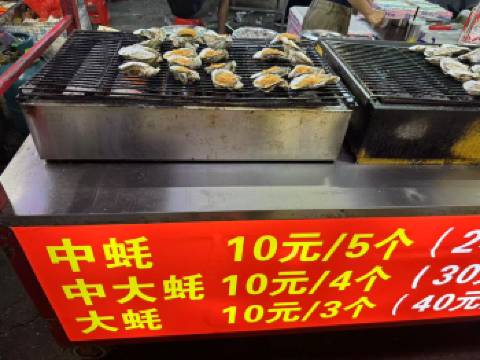 中蚝 10元/5个 (2
中大蚝 10元/4个 (30
大蚝 10元/3个 (40元